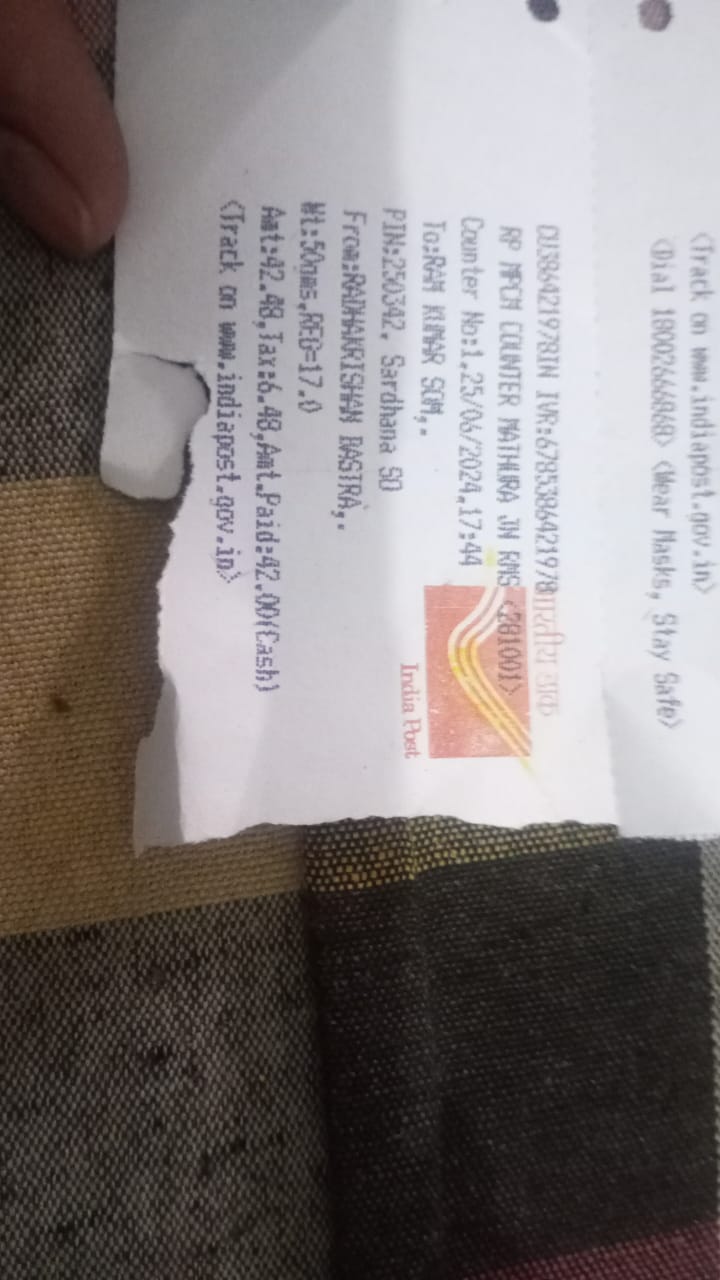 <Track on www.indiapost.gov.in>
<Dial 18002666868> <Wear Masks, Stay Safe>
भारतीय डाक
CU386421978IN IVR:6785386421978
RP MPCM COUNTER MATHURA JN RMS <281001>
Counter No:1,25/06/2024,17:44
To:RAM KUMAR SOM,.
India Post
PIN:250342, Sardhana SO
From:RADHAKRISHAN RASTRA,.
Wt:50gms,REG=17.0
Amt:42.48,Tax:6.48,Amt.Paid:42.00(Cash)
<Track on www.indiapost.gov.in>